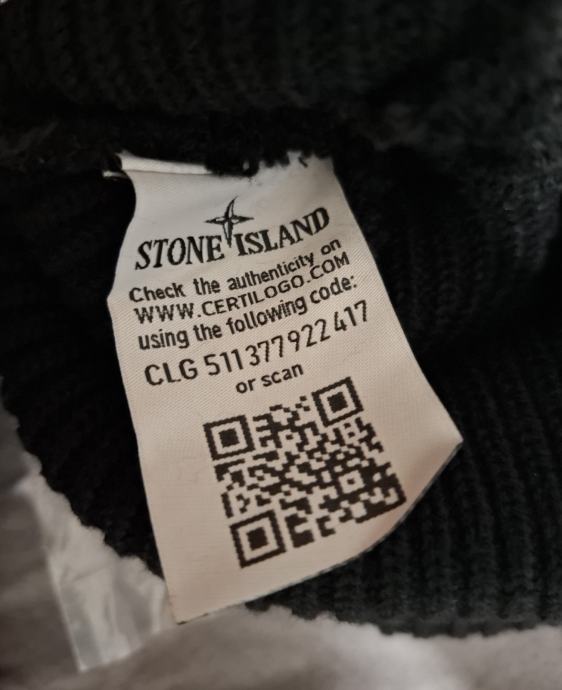 STONE ISLAND
Check the authenticity on
WWW.CERTILOGO.COM
using the following code:
CLG 511377922417
or scan